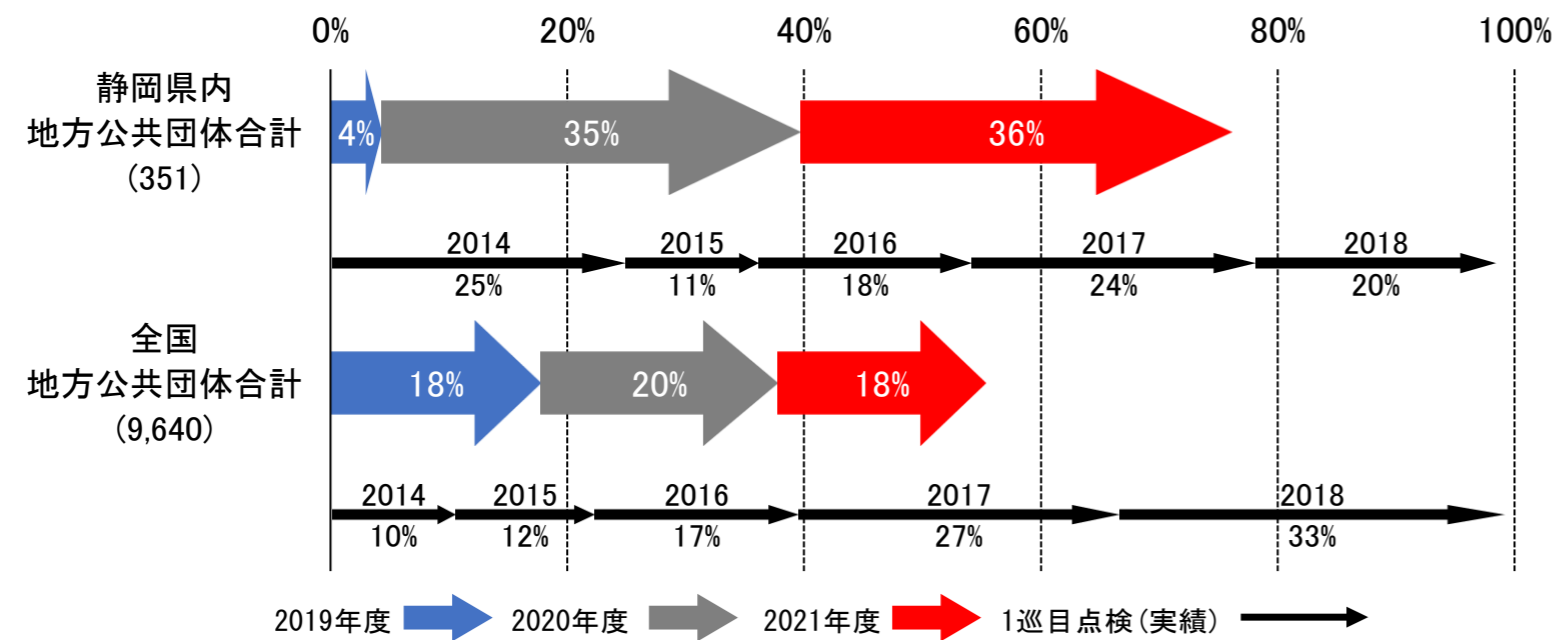 0% 20% 40% 60% 80% 100%
静岡県内
地方公共団体合計
(351)
4% 35% 36%
2014 2015 2016 2017 2018
25% 11% 18% 24% 20%
全国
地方公共団体合計
(9,640)
18% 20% 18%
2014 2015 2016 2017 2018
10% 12% 17% 27% 33%
2019年度 2020年度 2021年度 1巡目点検(実績)